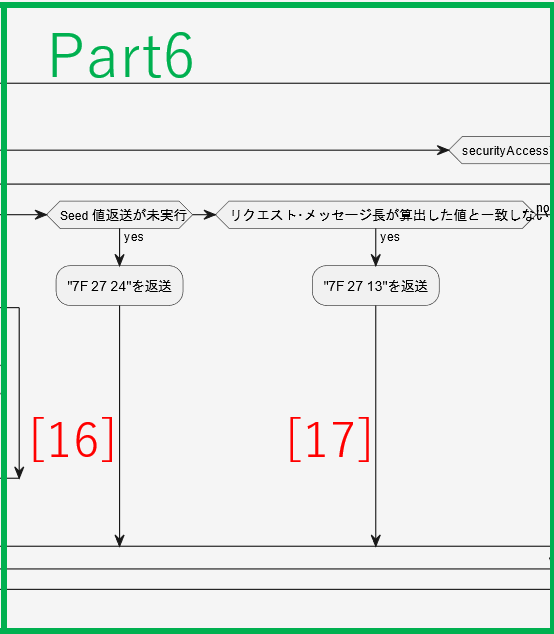 Part6
securityAccess
Seed 値返送が未実行
リクエスト・メッセージ長が算出した値と一致しない
no
yes
yes
"7F 27 24"を返送
"7F 27 13"を返送
[16]
[17]